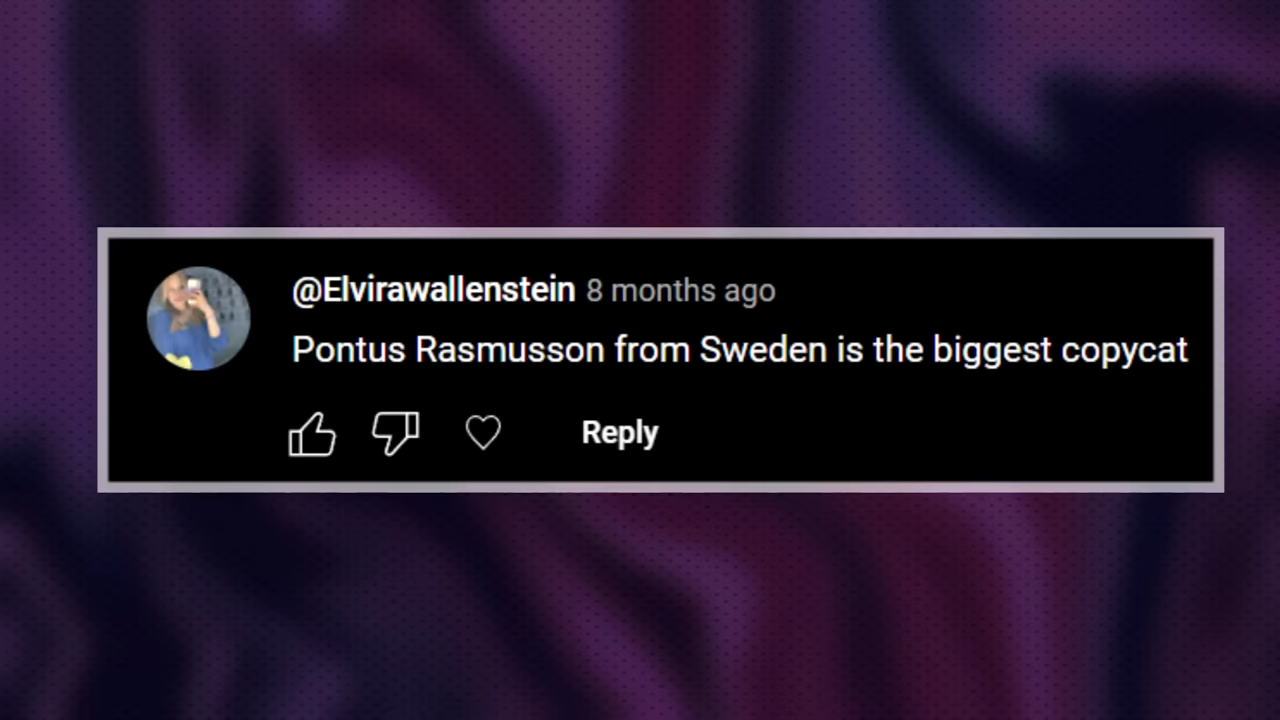 @Elvirawallenstein 8 months ago
Pontus Rasmusson from Sweden is the biggest copycat
Reply